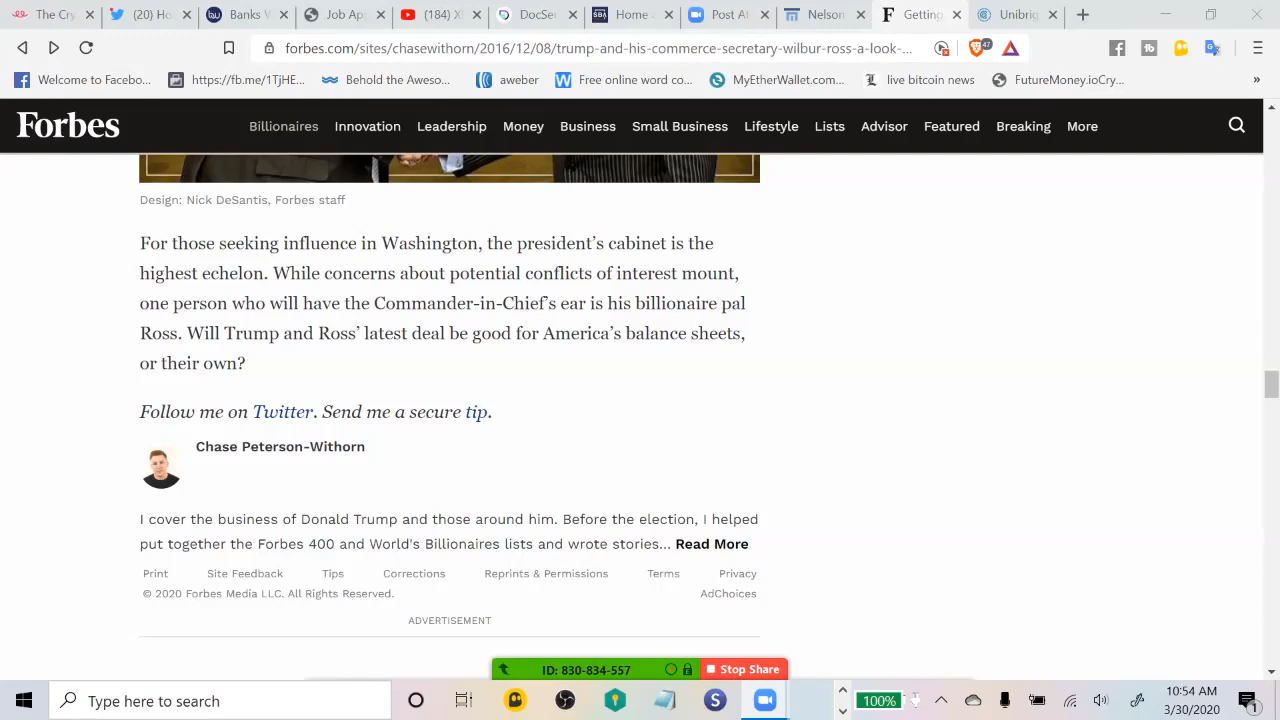 (20) Ho
Banks V
Job App
(184) X
DocSe
Home
Post At
Nelson
Getting
Unibrig
forbes.com/sites/chasewithorn/2016/12/08/trump-and-his-commerce-secretary-wilbur-ross-a-look-...
47
Welcome to Facebo...
https://fb.me/1TjHE...
Behold the Aweso...
aweber
Free online word co...
MyEtherWallet.com...
live bitcoin news
FutureMoney.ioCry...
»
Forbes
Billionaires Innovation Leadership Money Business Small Business Lifestyle Lists Advisor Featured Breaking More
Design: Nick DeSantis, Forbes staff
For those seeking influence in Washington, the president's cabinet is the
highest echelon. While concerns about potential conflicts of interest mount,
one person who will have the Commander-in-Chief's ear is his billionaire pal
Ross. Will Trump and Ross' latest deal be good for America's balance sheets,
or their own?
Follow me on Twitter. Send me a secure tip.
Chase Peterson-Withorn
I cover the business of Donald Trump and those around him. Before the election, I helped
put together the Forbes 400 and World's Billionaires lists and wrote stories... Read More
Print Site Feedback Tips Corrections Reprints & Permissions Terms Privacy
© 2020 Forbes Media LLC. All Rights Reserved. AdChoices
ADVERTISEMENT
ID: 830-834-557 Stop Share
Type here to search
100%
10:54 AM
3/30/2020